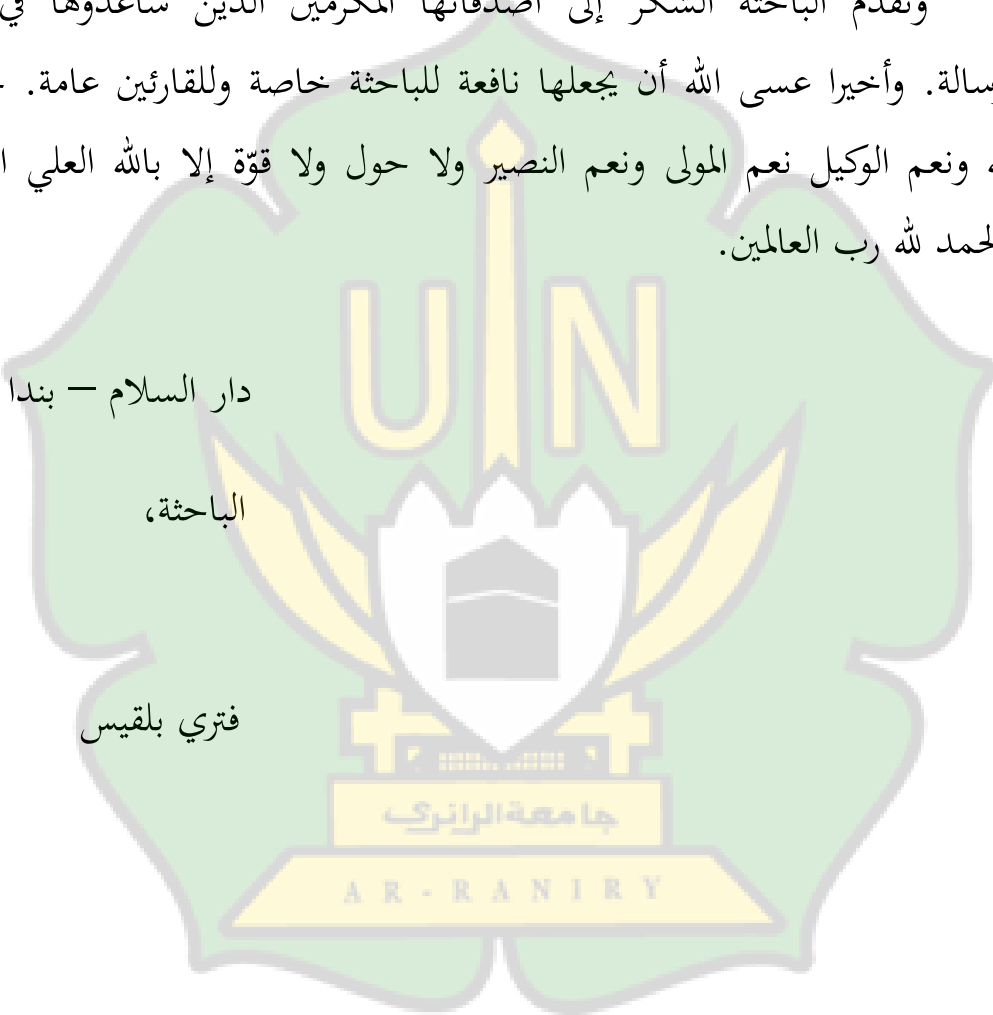 وتقدم الباحثة الشكر إلى أصدقائها المكرمين الذين ساعدوها في
وأخيرا عسى الله أن يجعلها نافعة للباحثة خاصة وللقارئين عامة.
ونعم الوكيل نعم المولى ونعم النصير ولا حول ولا قوّة إلا بالله العلي
لله رب العالمين.
دار السلام – بندا
الباحثة،
فتري بلقيس
UIN
جامعة الرانري
AR-RANIRY